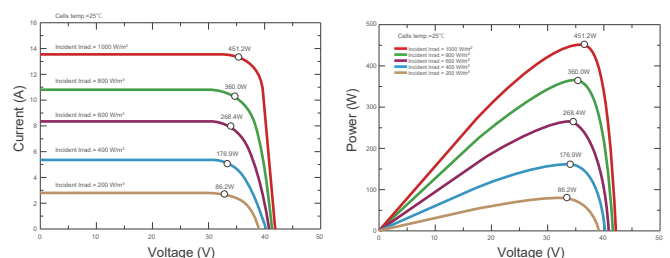 Cells temp.=25℃
Incident Irrad.= 1000 W/m²
451.2W
Incident Irrad.= 800 W/m²
360.0W
Incident Irrad.= 600 W/m²
268.4W
Incident Irrad.= 400 W/m²
176.9W
Incident Irrad.= 200 W/m²
86.2W
Current (A)
16
14
12
10
8
6
4
2
0
0 10 20 30 40 50
Voltage (V)
Cells temp.=25℃
Incident Irrad.= 1000 W/m²
Incident Irrad.= 800 W/m²
Incident Irrad.= 600 W/m²
Incident Irrad.= 400 W/m²
Incident Irrad.= 200 W/m²
451.2W
360.0W
268.4W
176.9W
86.2W
Power (W)
500
400
300
200
100
0
0 10 20 30 40 50
Voltage (V)